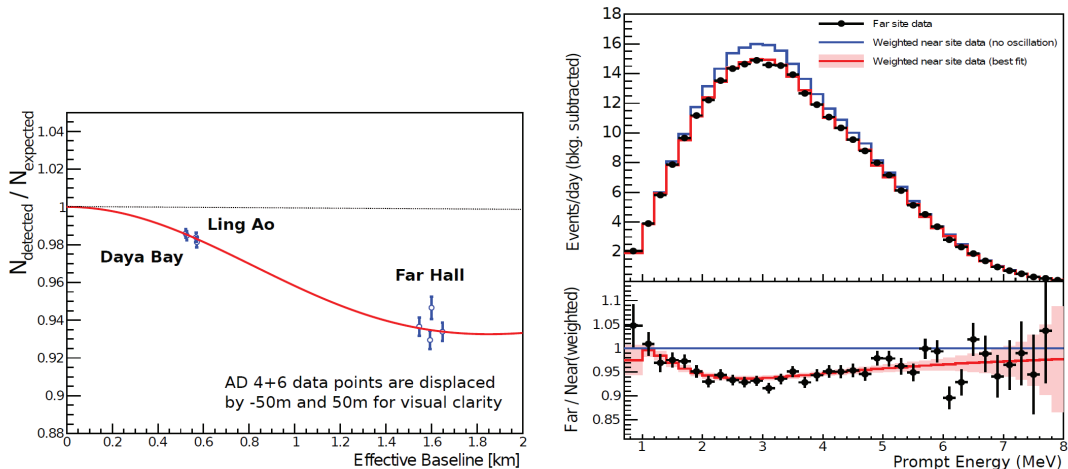 N_detected / N_expected
1.04
1.02
1
0.98
0.96
0.94
0.92
0.9
0.88
Daya Bay
Ling Ao
Far Hall
AD 4+6 data points are displaced
by -50m and 50m for visual clarity
0 0.2 0.4 0.6 0.8 1 1.2 1.4 1.6 1.8 2
Effective Baseline [km]
Events/day (bkg. subtracted)
18
16
14
12
10
8
6
4
2
Far site data
Weighted near site data (no oscillation)
Weighted near site data (best fit)
Far / Near(weighted)
1.1
1.05
1
0.95
0.9
0.85
1 2 3 4 5 6 7 8
Prompt Energy (MeV)